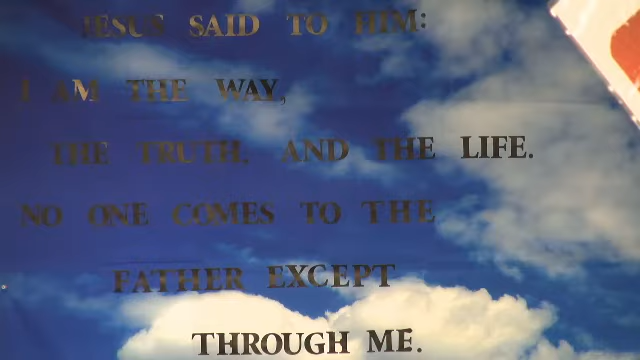 JESUS SAID TO HIM:
I AM THE WAY,
THE TRUTH, AND THE LIFE.
NO ONE COMES TO THE
FATHER EXCEPT
THROUGH ME.